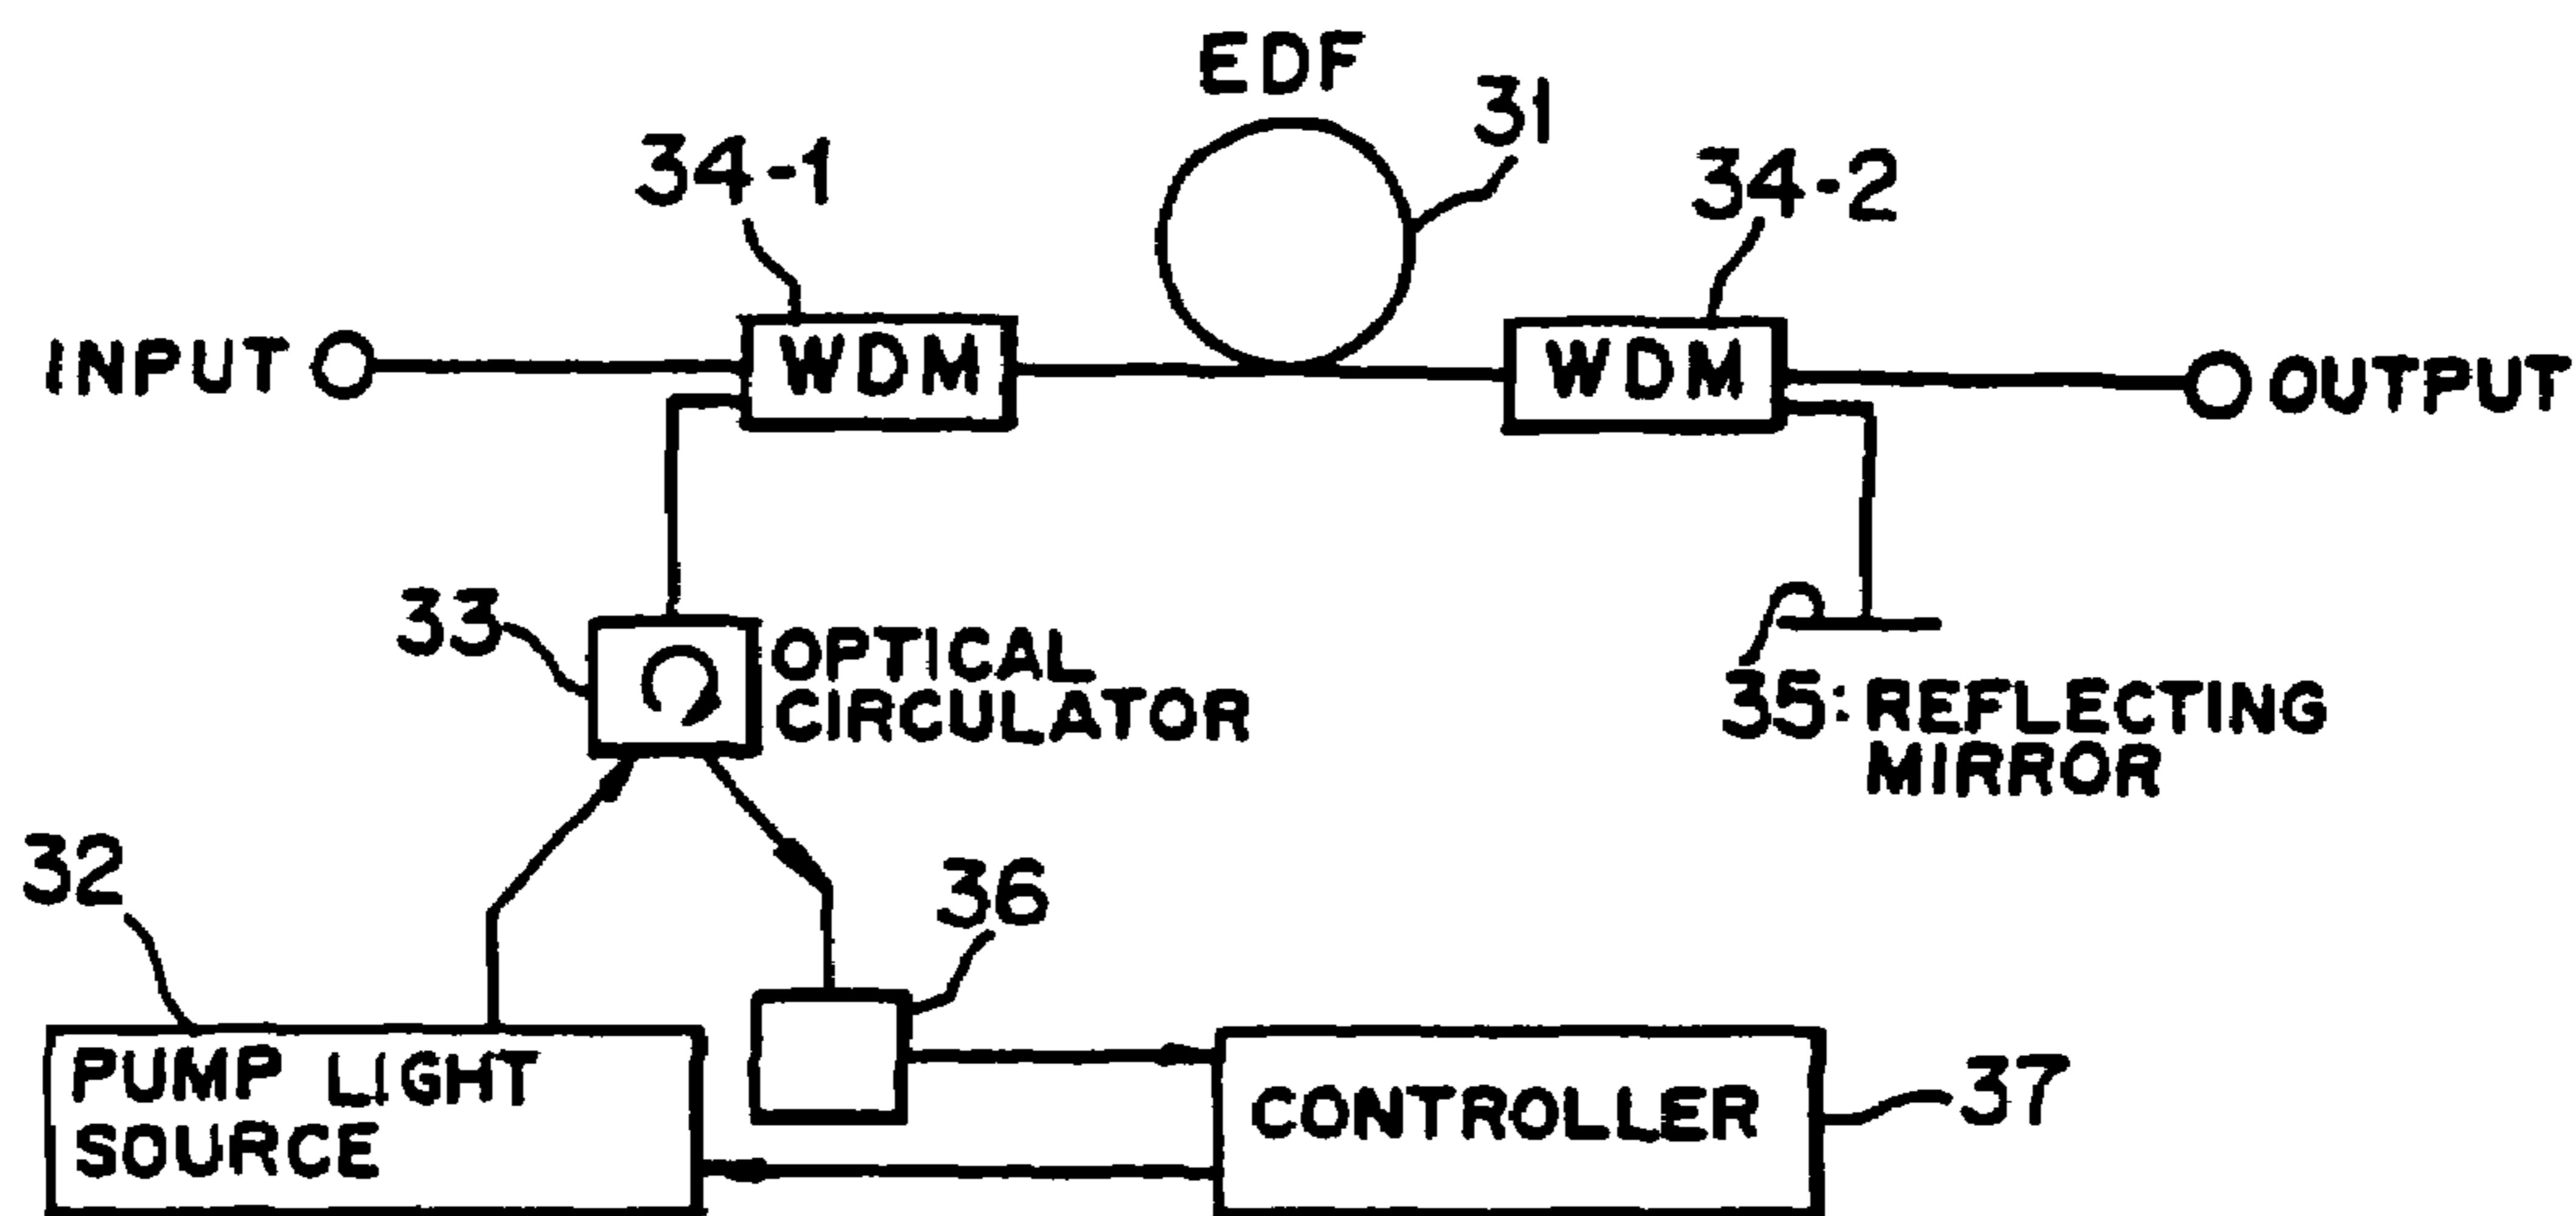 EDF
31
34-1
34-2
INPUT
WDM
WDM
OUTPUT
33
OPTICAL
CIRCULATOR
35: REFLECTING
MIRROR
32
36
PUMP LIGHT
SOURCE
CONTROLLER
37